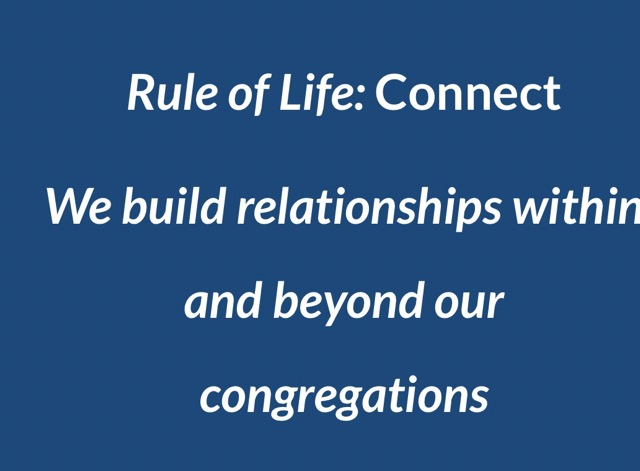 Rule of Life: Connect
We build relationships within
and beyond our
congregations